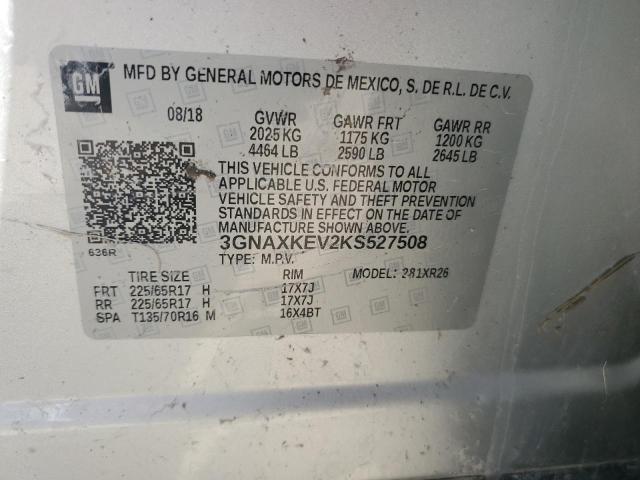 GM MFD BY GENERAL MOTORS DE MEXICO, S. DE R.L. DE C.V.
08/18 GVWR GAWR FRT GAWR RR
2025 KG 1175 KG 1200 KG
4464 LB 2590 LB 2645 LB
THIS VEHICLE CONFORMS TO ALL
APPLICABLE U.S. FEDERAL MOTOR
VEHICLE SAFETY AND THEFT PREVENTION
STANDARDS IN EFFECT ON THE DATE OF
MANUFACTURE SHOWN ABOVE.
3GNAXKEV2KS527508
636R TYPE: M.P.V.
TIRE SIZE RIM MODEL: 381XR26
FRT 225/65R17 H 17X7J
RR 225/65R17 H 17X7J
SPA T135/70R16 M 16X4BT